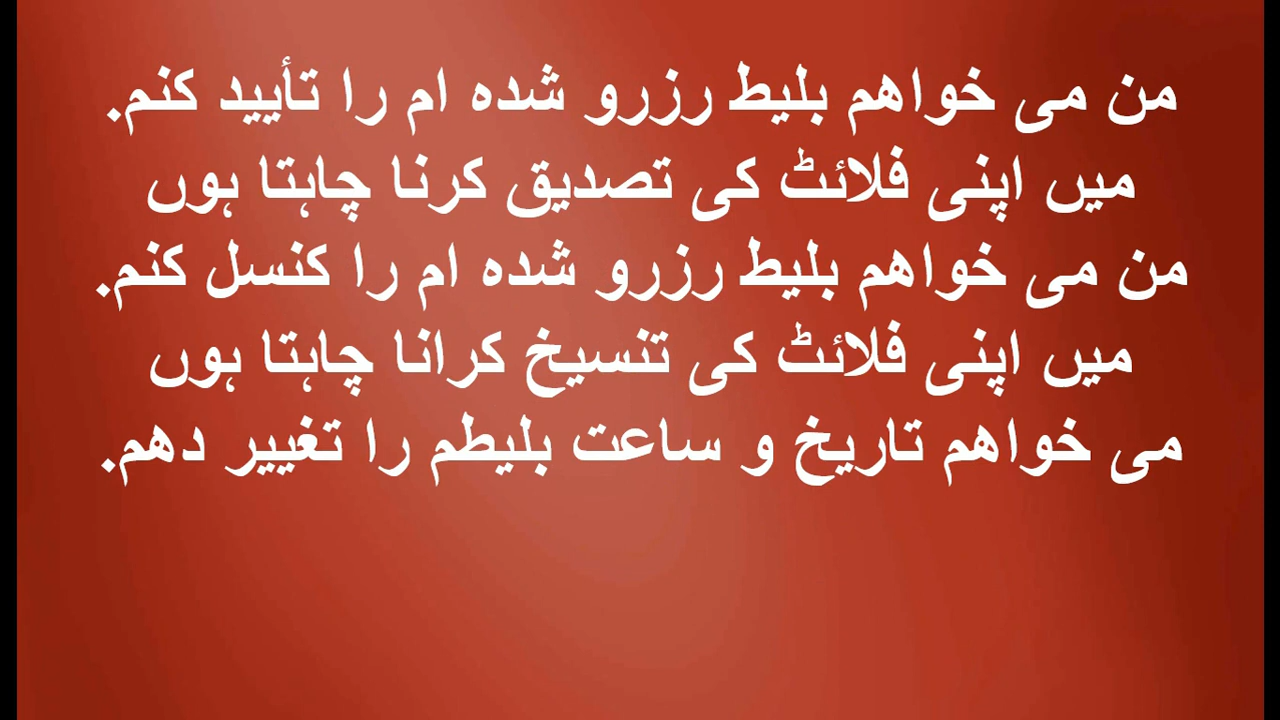 من می خواهم بلیط رزرو شده ام را تأیید کنم.
میں اپنی فلائٹ کی تصدیق کرنا چاہتا ہوں
من می خواهم بلیط رزرو شده ام را کنسل کنم.
میں اپنی فلائٹ کی تنسیخ کرانا چاہتا ہوں
می خواهم تاریخ و ساعت بلیطم را تغییر دهم.